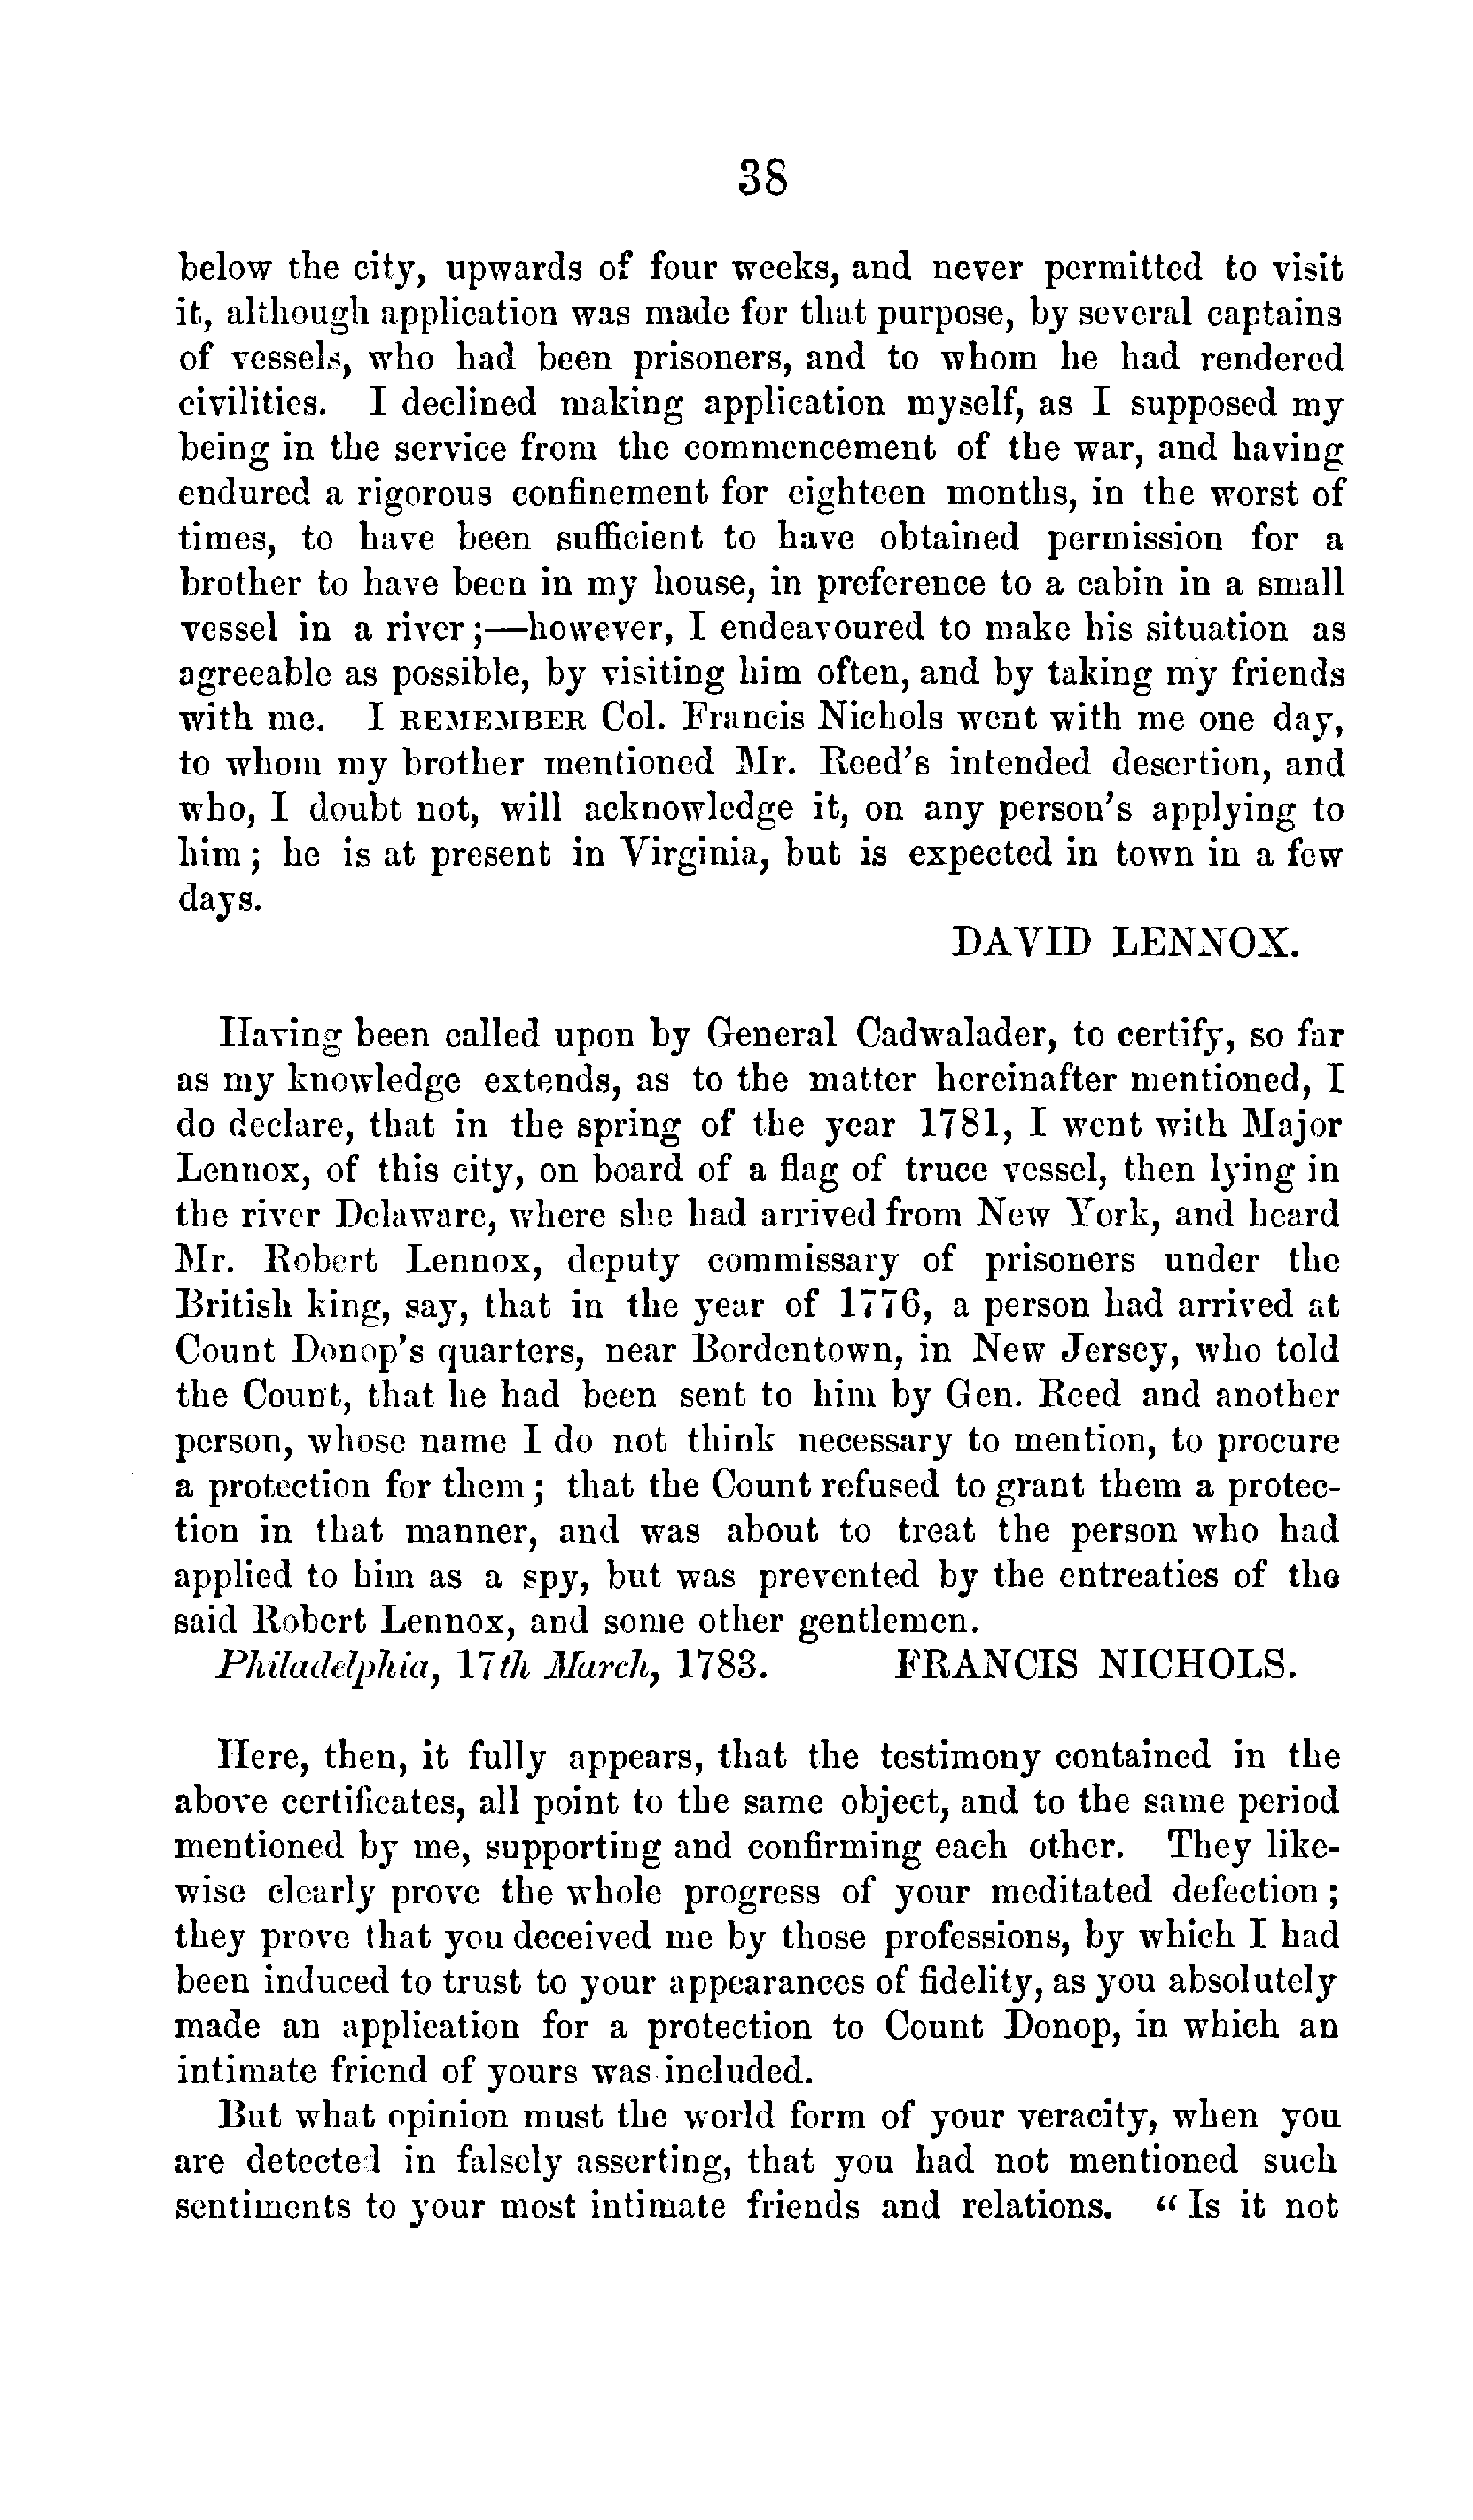 38
below the city, upwards of four weeks, and never permitted to visit
it, although application was made for that purpose, by several captains
of vessels, who had been prisoners, and to whom he had rendered
civilities. I declined making application myself, as I supposed my
being in the service from the commencement of the war, and having
endured a rigorous confinement for eighteen months, in the worst of
times, to have been sufficient to have obtained permission for a
brother to have been in my house, in preference to a cabin in a small
vessel in a river;—however, I endeavoured to make his situation as
agreeable as possible, by visiting him often, and by taking my friends
with me. I REMEMBER Col. Francis Nichols went with me one day,
to whom my brother mentioned Mr. Reed's intended desertion, and
who, I doubt not, will acknowledge it, on any person's applying to
him; he is at present in Virginia, but is expected in town in a few
days.
DAVID LENNOX.
Having been called upon by General Cadwalader, to certify, so far
as my knowledge extends, as to the matter hereinafter mentioned, I
do declare, that in the spring of the year 1781, I went with Major
Lennox, of this city, on board of a flag of truce vessel, then lying in
the river Delaware, where she had arrived from New York, and heard
Mr. Robert Lennox, deputy commissary of prisoners under the
British king, say, that in the year of 1776, a person had arrived at
Count Donop's quarters, near Bordentown, in New Jersey, who told
the Count, that he had been sent to him by Gen. Reed and another
person, whose name I do not think necessary to mention, to procure
a protection for them; that the Count refused to grant them a protec-
tion in that manner, and was about to treat the person who had
applied to him as a spy, but was prevented by the entreaties of the
said Robert Lennox, and some other gentlemen.
Philadelphia, 17th March, 1783. FRANCIS NICHOLS.
Here, then, it fully appears, that the testimony contained in the
above certificates, all point to the same object, and to the same period
mentioned by me, supporting and confirming each other. They like-
wise clearly prove the whole progress of your meditated defection;
they prove that you deceived me by those professions, by which I had
been induced to trust to your appearances of fidelity, as you absolutely
made an application for a protection to Count Donop, in which an
intimate friend of yours was included.
But what opinion must the world form of your veracity, when you
are detected in falsely asserting, that you had not mentioned such
sentiments to your most intimate friends and relations. "Is it not